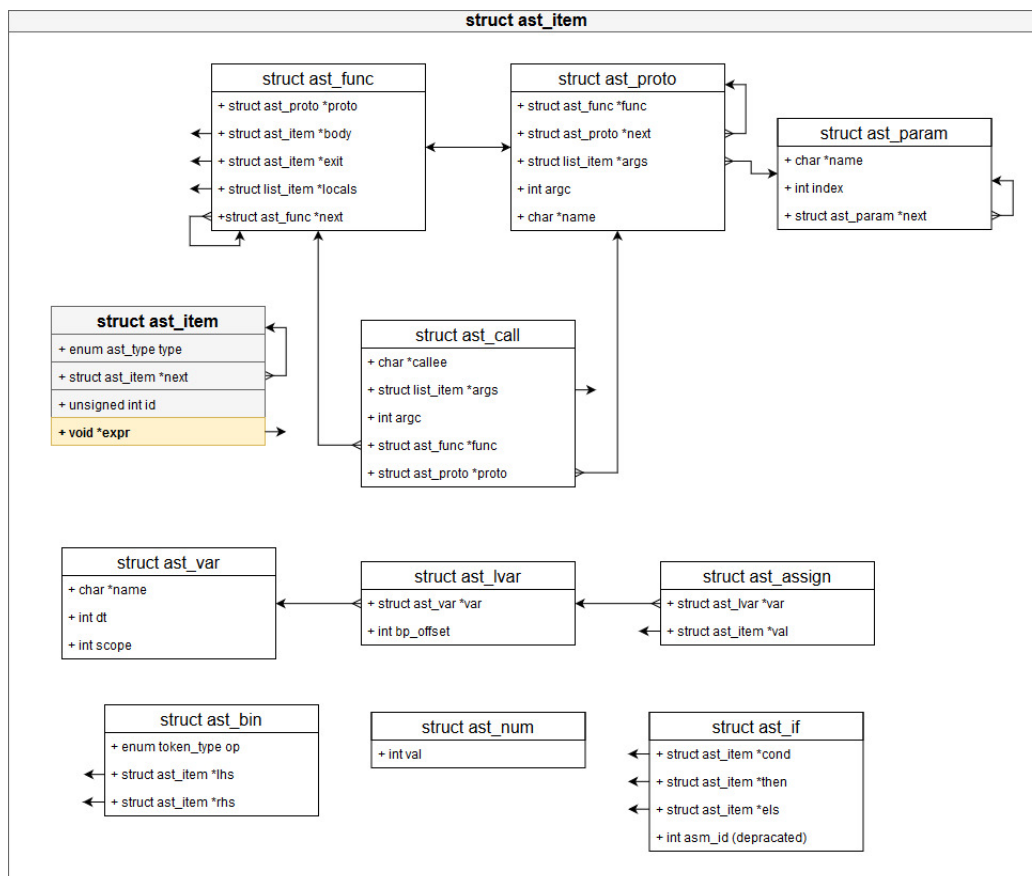 struct ast_item
struct ast_func
+ struct ast_proto *proto
+ struct ast_item *body
+ struct ast_item *exit
+ struct list_item *locals
+struct ast_func *next
struct ast_proto
+ struct ast_func *func
+ struct ast_proto *next
+ struct list_item *args
+ int argc
+ char *name
struct ast_param
+ char *name
+ int index
+ struct ast_param *next
struct ast_item
+ enum ast_type type
+ struct ast_item *next
+ unsigned int id
+ void *expr
struct ast_call
+ char *callee
+ struct list_item *args
+ int argc
+ struct ast_func *func
+ struct ast_proto *proto
struct ast_var
+ char *name
+ int dt
+ int scope
struct ast_lvar
+ struct ast_var *var
+ int bp_offset
struct ast_assign
+ struct ast_lvar *var
+ struct ast_item *val
struct ast_bin
+ enum token_type op
+ struct ast_item *lhs
+ struct ast_item *rhs
struct ast_num
+ int val
struct ast_if
+ struct ast_item *cond
+ struct ast_item *then
+ struct ast_item *els
+ int asm_id (depracated)